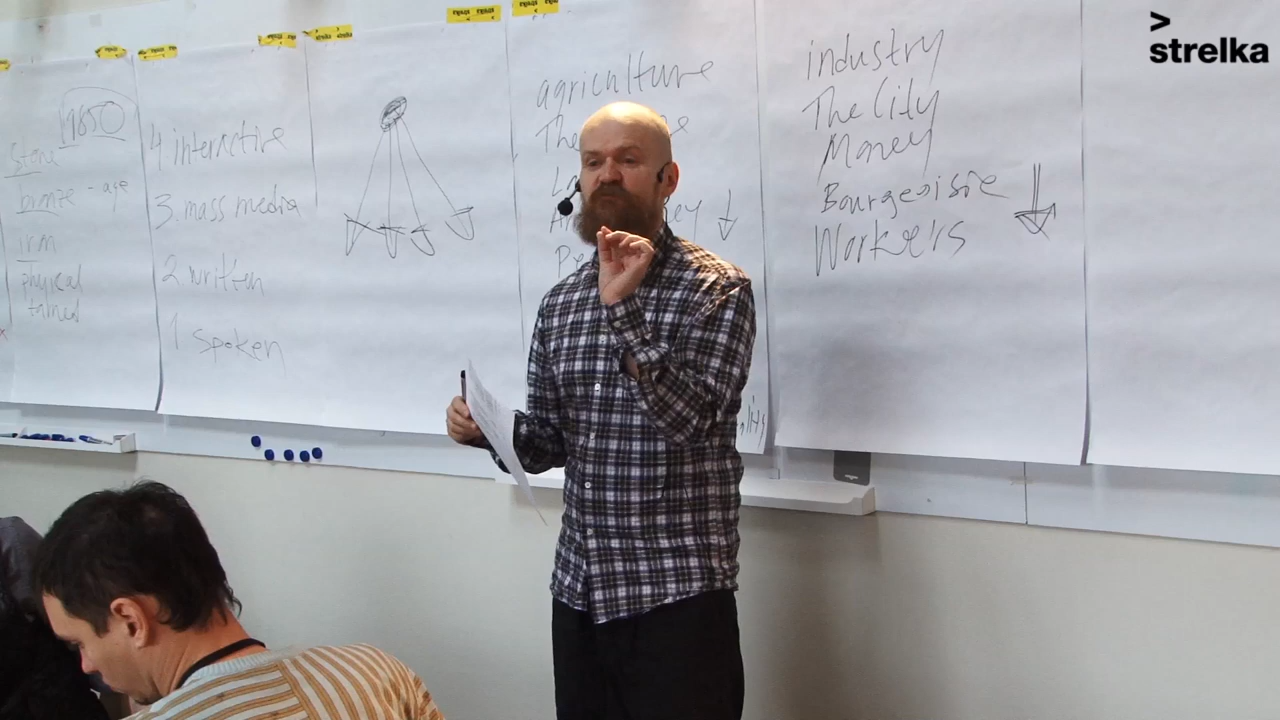 1850
stone
bronze - age
iron
physical
4. interactive
3. mass media
2. written
1 spoken
agriculture
industry
The City
Money
Bourgeoisie
Workers
>
strelka